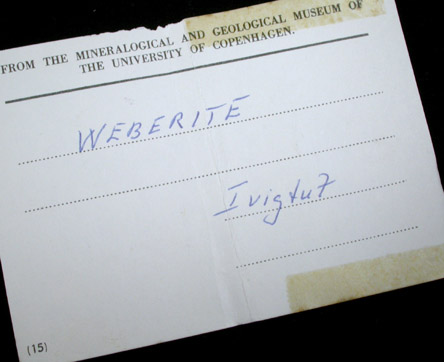 FROM THE MINERALOGICAL AND GEOLOGICAL MUSEUM OF
THE UNIVERSITY OF COPENHAGEN.
WEBERITE
Ivigtut
(15)